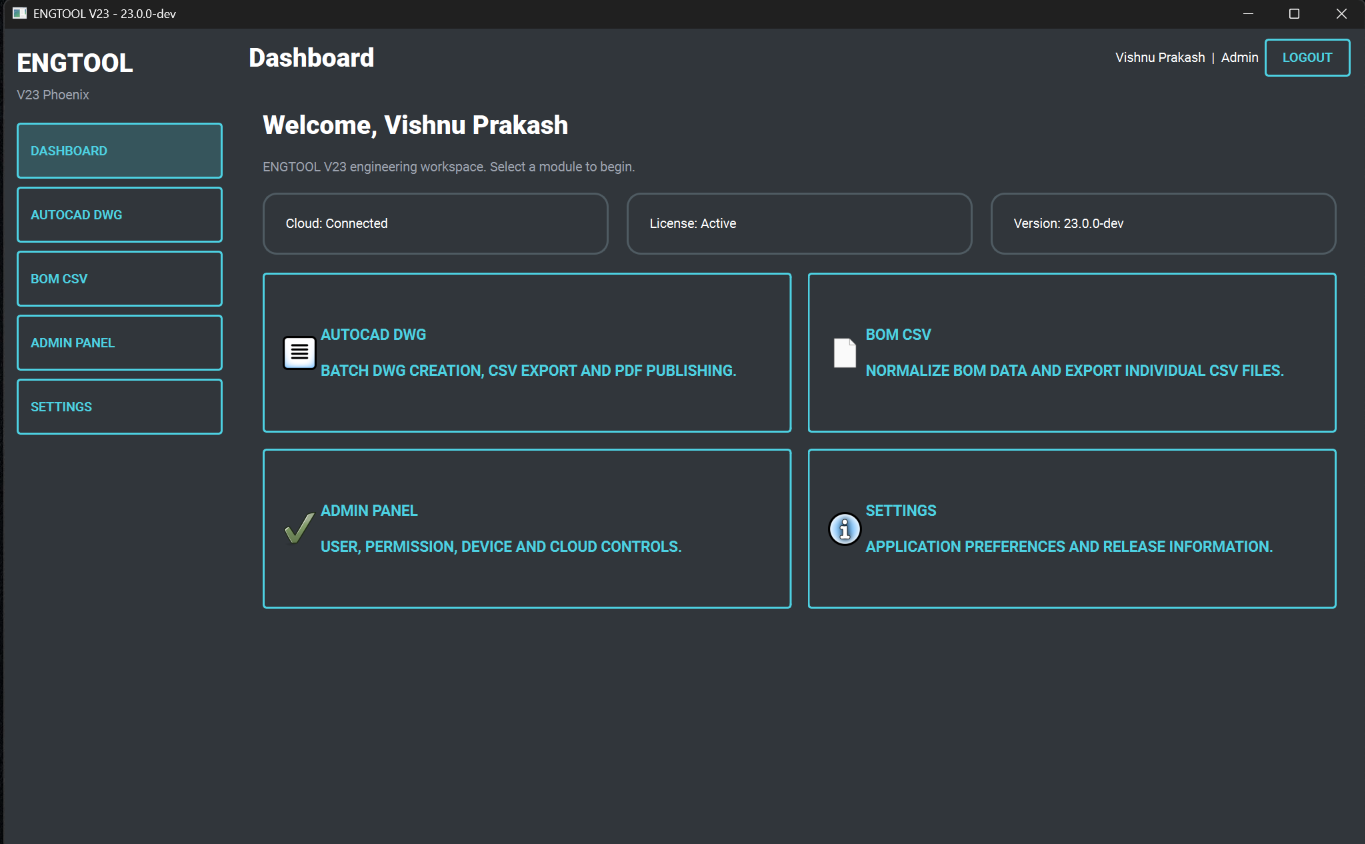 ENGTOOL V23 - 23.0.0-dev
ENGTOOL
V23 Phoenix
DASHBOARD
AUTOCAD DWG
BOM CSV
ADMIN PANEL
SETTINGS
Dashboard
Vishnu Prakash | Admin
LOGOUT
Welcome, Vishnu Prakash
ENGTOOL V23 engineering workspace. Select a module to begin.
Cloud: Connected
License: Active
Version: 23.0.0-dev
AUTOCAD DWG
BATCH DWG CREATION, CSV EXPORT AND PDF PUBLISHING.
BOM CSV
NORMALIZE BOM DATA AND EXPORT INDIVIDUAL CSV FILES.
ADMIN PANEL
USER, PERMISSION, DEVICE AND CLOUD CONTROLS.
SETTINGS
APPLICATION PREFERENCES AND RELEASE INFORMATION.